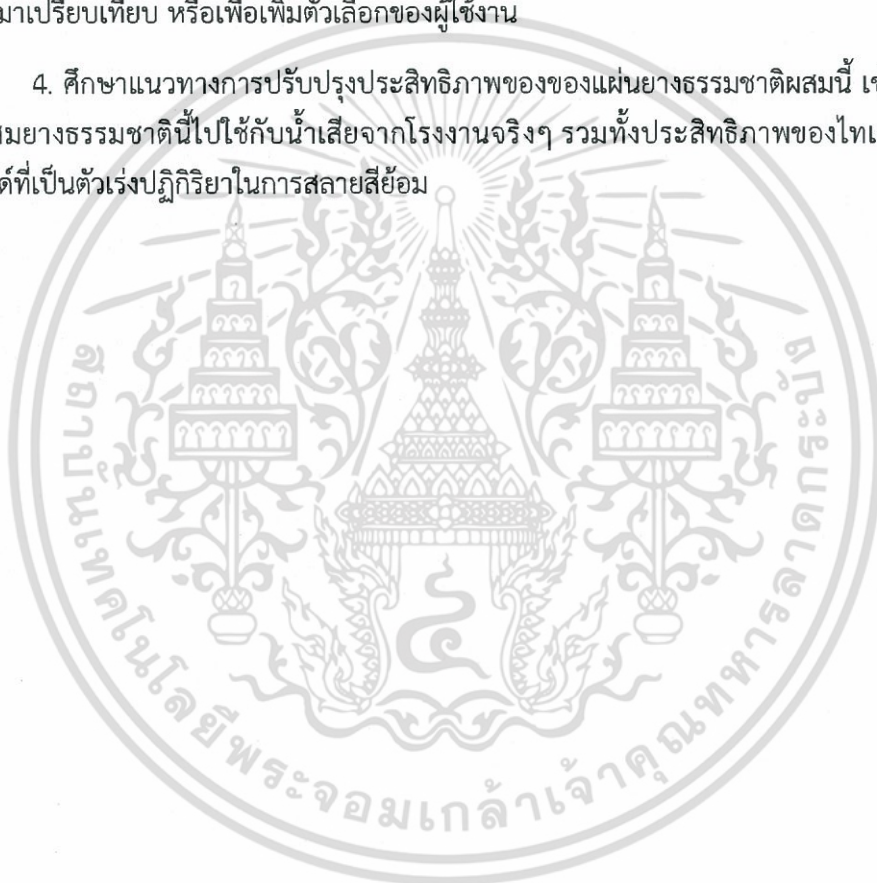 มาเปรียบเทียบ หรือเพื่อเพิ่มตัวเลือกของผู้ใช้งาน
4. ศึกษาแนวทางการปรับปรุงประสิทธิภาพของของแผ่นยางธรรมชาติผสมนี้ เช
สมยางธรรมชาตินี้ไปใช้กับน้ำเสียจากโรงงานจริงๆ รวมทั้งประสิทธิภาพของไทเ
ด์ที่เป็นตัวเร่งปฏิกิริยาในการสลายสีย้อม
สถาบันเทคโนโลยีพระจอมเกล้าเจ้าคุณทหารลาดกระบัง